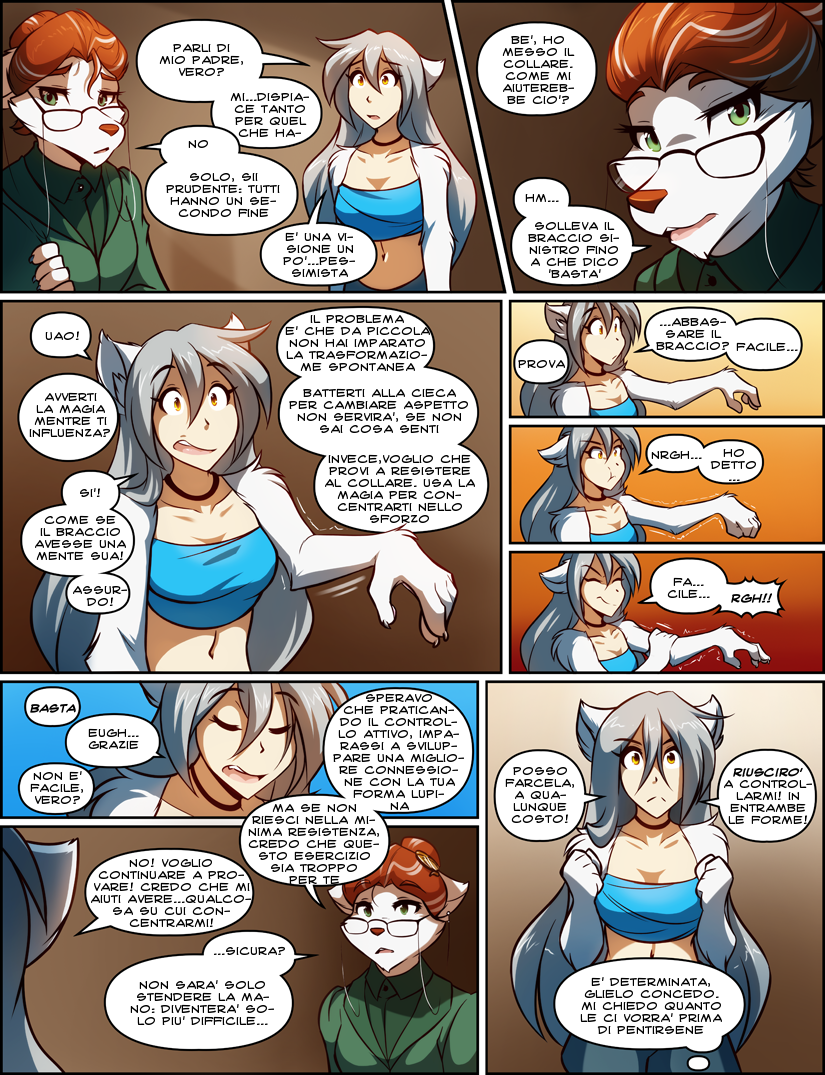 PARLI DI
MIO PADRE,
VERO?
MI...DISPIA-
CE TANTO
PER QUEL
CHE HA-
NO
SOLO, SII
PRUDENTE: TUTTI
HANNO UN SE-
CONDO FINE
E' UNA VI-
SIONE UN
PO'...PES-
SIMISTA
BE', HO
MESSO IL
COLLARE.
COME MI
AIUTEREB-
BE CIO'?
HM...
SOLLEVA IL
BRACCIO SI-
NISTRO FINO
A CHE DICO
'BASTA'
UAO!
IL PROBLEMA
E' CHE DA PICCOLA
NON HAI IMPARATO
LA TRASFORMAZIO-
ME SPONTANEA
AVVERTI
LA MAGIA
MENTRE TI
INFLUENZA?
BATTERTI ALLA CIECA
PER CAMBIARE ASPETTO
NON SERVIRA', SE NON
SAI COSA SENTI
SI'!
COME SE
IL BRACCIO
AVESSE UNA
MENTE SUA!
ASSUR-
DO!
INVECE,VOGLIO CHE
PROVI A RESISTERE
AL COLLARE. USA LA
MAGIA PER CON-
CENTRARTI NELLO
SFORZO
PROVA
...ABBAS-
SARE IL
BRACCIO?
FACILE...
NRGH...
HO
DETTO
...
FA...
CILE...
RGH!!
BASTA
EUGH...
GRAZIE
NON E'
FACILE,
VERO?
SPERAVO
CHE PRATICAN-
DO IL CONTROL-
LO ATTIVO, IMPA-
RASSI A SVILUP-
PARE UNA MIGLIO-
RE CONNESSIO-
NE CON LA TUA
FORMA LUPI-
NA
MA SE NON
RIESCI NELLA MI-
NIMA RESISTENZA,
CREDO CHE QUE-
STO ESERCIZIO
SIA TROPPO
PER TE
NO! VOGLIO
CONTINUARE A PRO-
VARE! CREDO CHE MI
AIUTI AVERE...QUALCO-
SA SU CUI CON-
CENTRARMI!
...SICURA?
NON SARA' SOLO
STENDERE LA MA-
NO: DIVENTERA' SO-
LO PIU' DIFFICILE...
POSSO
FARCELA,
A QUA-
LUNQUE
COSTO!
RIUSCIRO'
A CONTROL-
LARMI! IN
ENTRAMBE
LE FORME!
E' DETERMINATA,
GLIELO CONCEDO.
MI CHIEDO QUANTO
LE CI VORRA' PRIMA
DI PENTIRSENE